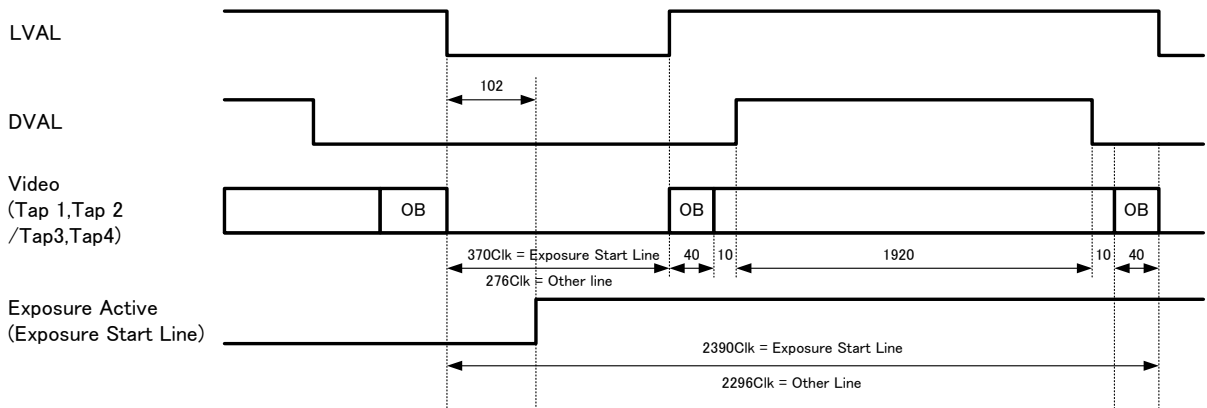 LVAL
102
DVAL
Video
(Tap 1,Tap 2
/Tap3,Tap4)
OB
OB
OB
370Clk = Exposure Start Line
40
10
1920
10
40
276Clk = Other line
Exposure Active
(Exposure Start Line)
2390Clk = Exposure Start Line
2296Clk = Other Line